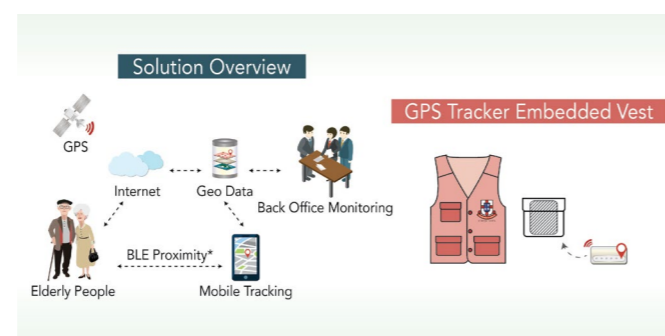 Solution Overview
GPS Tracker Embedded Vest
GPS
Internet
Geo Data
Back Office Monitoring
BLE Proximity*
Elderly People
Mobile Tracking